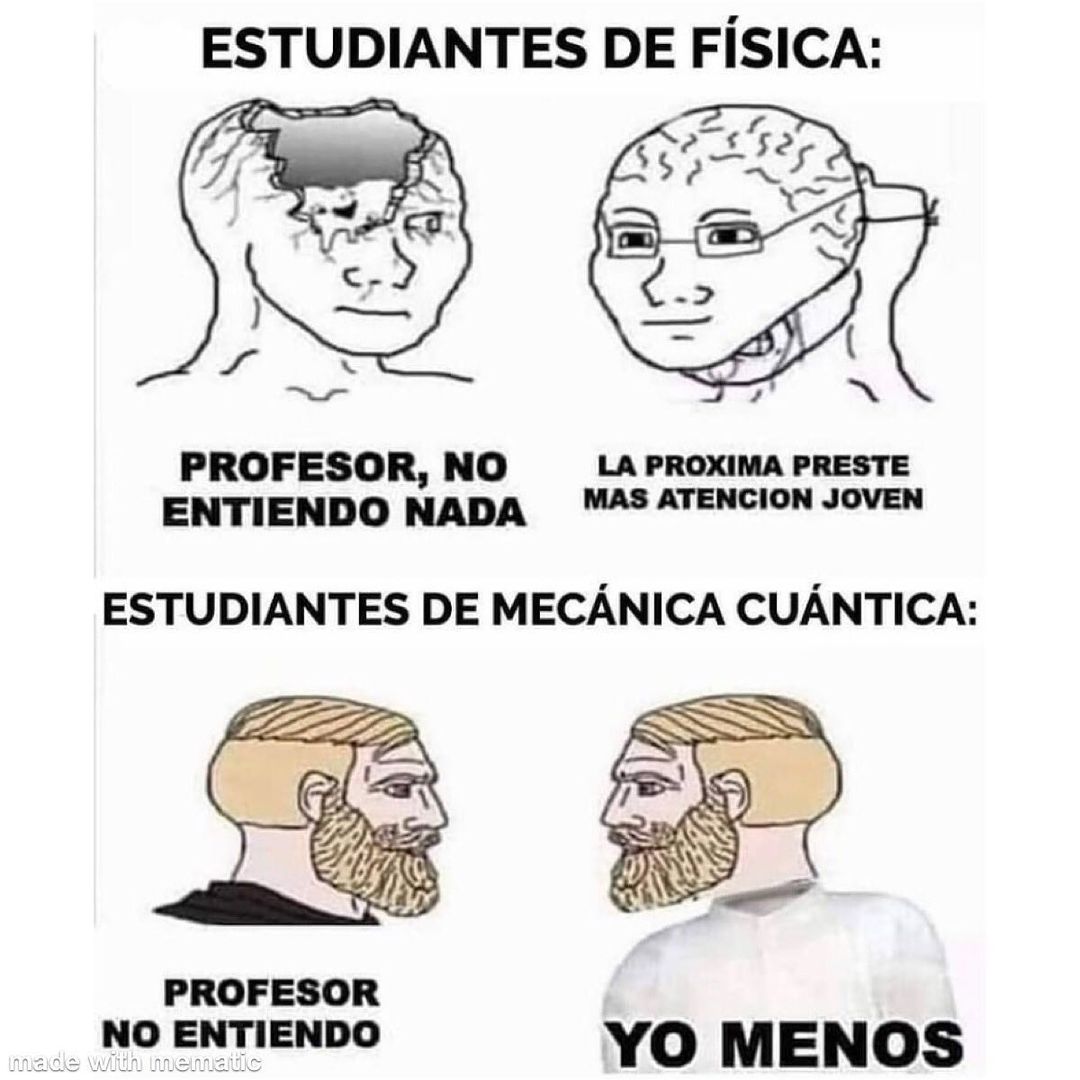 ESTUDIANTES DE FÍSICA:
PROFESOR, NO
ENTIENDO NADA
LA PROXIMA PRESTE
MAS ATENCION JOVEN
ESTUDIANTES DE MECÁNICA CUÁNTICA:
PROFESOR
NO ENTIENDO
YO MENOS
made with mematic